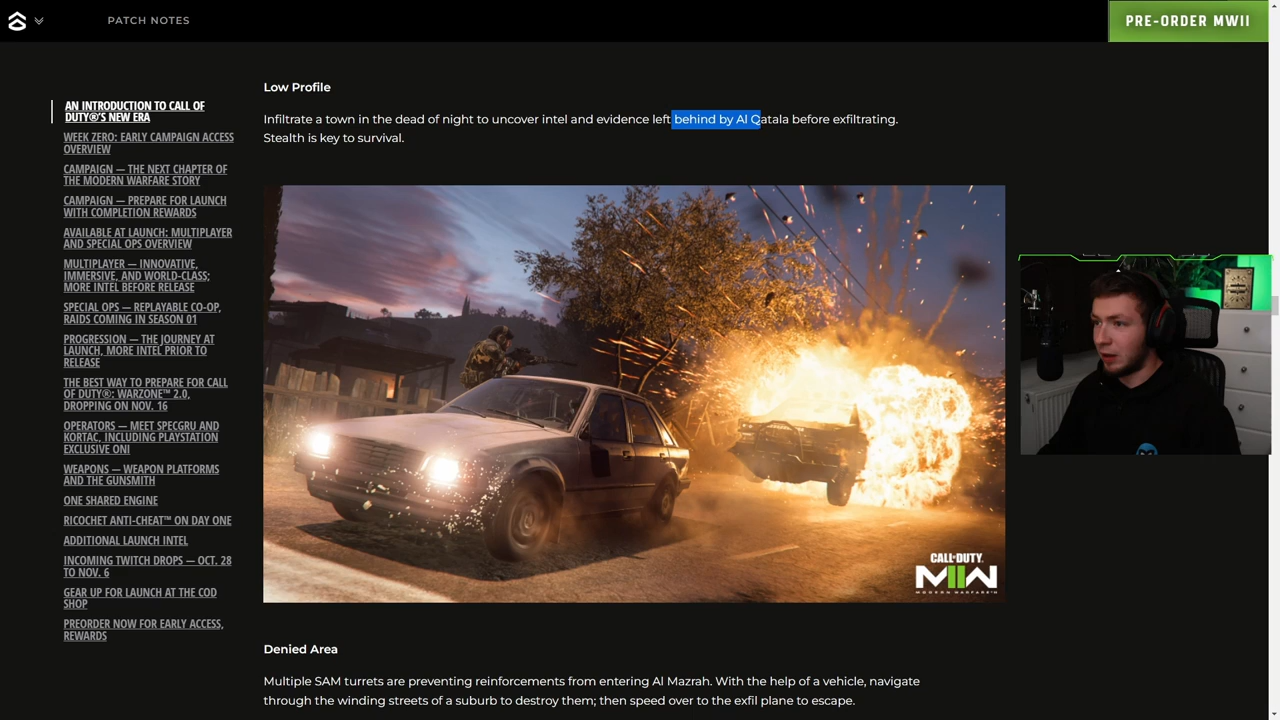 PATCH NOTES
PRE-ORDER MWII
AN INTRODUCTION TO CALL OF
DUTY®'S NEW ERA
WEEK ZERO: EARLY CAMPAIGN ACCESS
OVERVIEW
CAMPAIGN — THE NEXT CHAPTER OF
THE MODERN WARFARE STORY
CAMPAIGN — PREPARE FOR LAUNCH
WITH COMPLETION REWARDS
AVAILABLE AT LAUNCH: MULTIPLAYER
AND SPECIAL OPS OVERVIEW
MULTIPLAYER — INNOVATIVE,
IMMERSIVE, AND WORLD-CLASS;
MORE INTEL BEFORE RELEASE
SPECIAL OPS — REPLAYABLE CO-OP,
RAIDS COMING IN SEASON 01
PROGRESSION — THE JOURNEY AT
LAUNCH, MORE INTEL PRIOR TO
RELEASE
THE BEST WAY TO PREPARE FOR CALL
OF DUTY®: WARZONE™ 2.0,
DROPPING ON NOV. 16
OPERATORS — MEET SPECGRU AND
KORTAC, INCLUDING PLAYSTATION
EXCLUSIVE ONI
WEAPONS — WEAPON PLATFORMS
AND THE GUNSMITH
ONE SHARED ENGINE
RICOCHET ANTI-CHEAT™ ON DAY ONE
ADDITIONAL LAUNCH INTEL
INCOMING TWITCH DROPS — OCT. 28
TO NOV. 6
GEAR UP FOR LAUNCH AT THE COD
SHOP
PREORDER NOW FOR EARLY ACCESS,
REWARDS
Low Profile
Infiltrate a town in the dead of night to uncover intel and evidence left behind by Al Qatala before exfiltrating.
Stealth is key to survival.
CALL OF DUTY
MWII
MODERN WARFARE II
Denied Area
Multiple SAM turrets are preventing reinforcements from entering Al Mazrah. With the help of a vehicle, navigate
through the winding streets of a suburb to destroy them; then speed over to the exfil plane to escape.